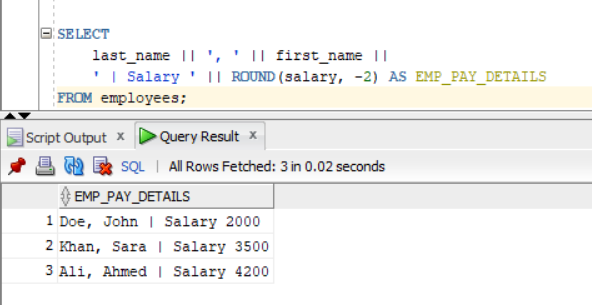 SELECT
last_name || ', ' || first_name ||
' | Salary ' || ROUND(salary, -2) AS EMP_PAY_DETAILS
FROM employees;
Script Output x Query Result x
SQL | All Rows Fetched: 3 in 0.02 seconds
EMP_PAY_DETAILS
1 Doe, John | Salary 2000
2 Khan, Sara | Salary 3500
3 Ali, Ahmed | Salary 4200